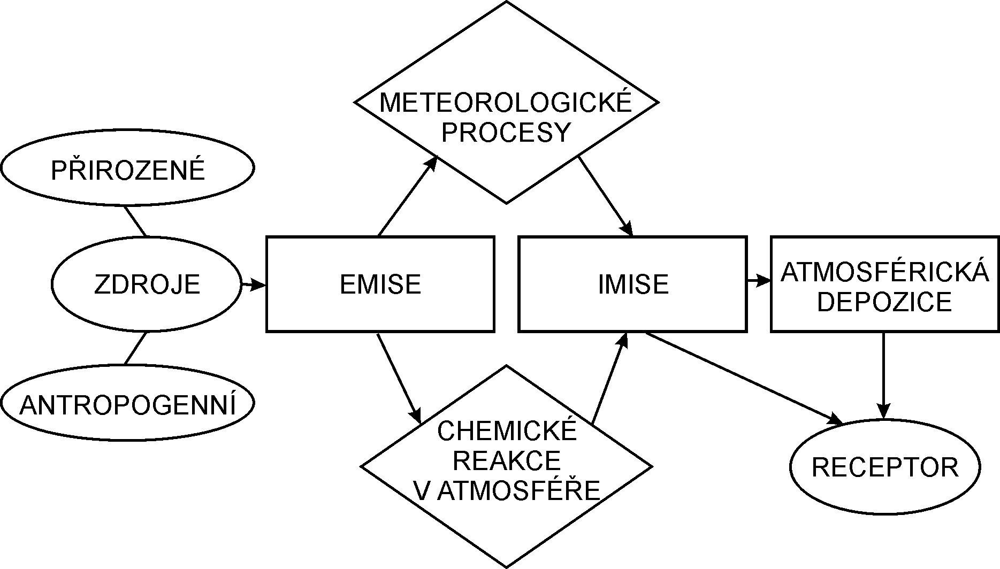 METEOROLOGICKÉ
PROCESY
PŘIROZENÉ
ZDROJE
EMISE
IMISE
ATMOSFÉRICKÁ
DEPOZICE
ANTROPOGENNÍ
CHEMICKÉ
REAKCE
V ATMOSFÉŘE
RECEPTOR